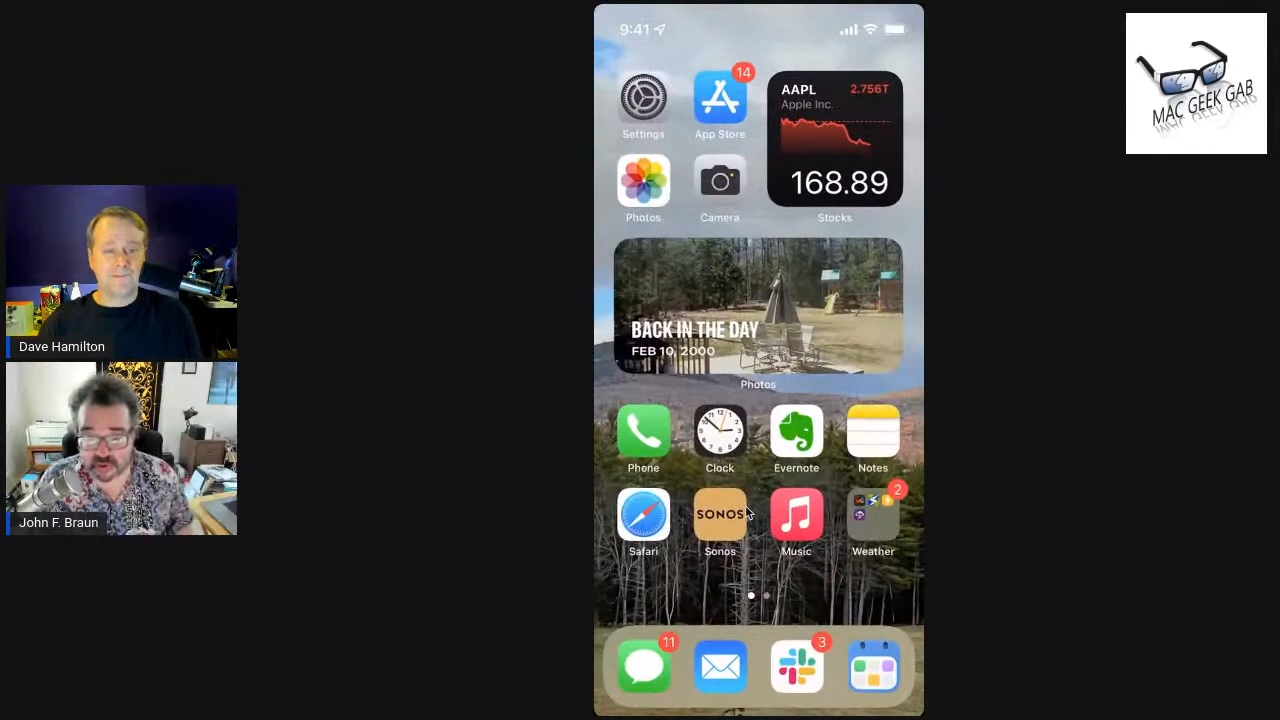 9:41
14
AAPL
2.756T
Apple Inc.
168.89
Settings
App Store
Photos
Camera
Stocks
BACK IN THE DAY
FEB 10, 2000
Photos
Phone
Clock
Evernote
Notes
SONOS
2
Safari
Sonos
Music
Weather
11
3
Dave Hamilton
John F. Braun
MAC GEEK GAB